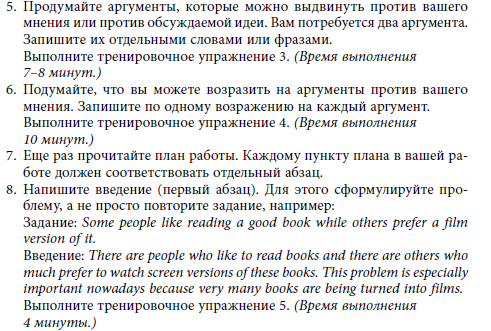 5. Продумайте аргументы, которые можно выдвинуть против вашего
мнения или против обсуждаемой идеи. Вам потребуется два аргумента.
Запишите их отдельными словами или фразами.
Выполните тренировочное упражнение 3. (Время выполнения
7–8 минут.)
6. Подумайте, что вы можете возразить на аргументы против вашего
мнения. Запишите по одному возражению на каждый аргумент.
Выполните тренировочное упражнение 4. (Время выполнения
10 минут.)
7. Еще раз прочитайте план работы. Каждому пункту плана в вашей ра-
боте должен соответствовать отдельный абзац.
8. Напишите введение (первый абзац). Для этого сформулируйте про-
блему, а не просто повторите задание, например:
Задание: Some people like reading a good book while others prefer a film
version of it.
Введение: There are people who like to read books and there are others who
much prefer to watch screen versions of these books. This problem is especially
important nowadays because very many books are being turned into films.
Выполните тренировочное упражнение 5. (Время выполнения
4 минуты.)